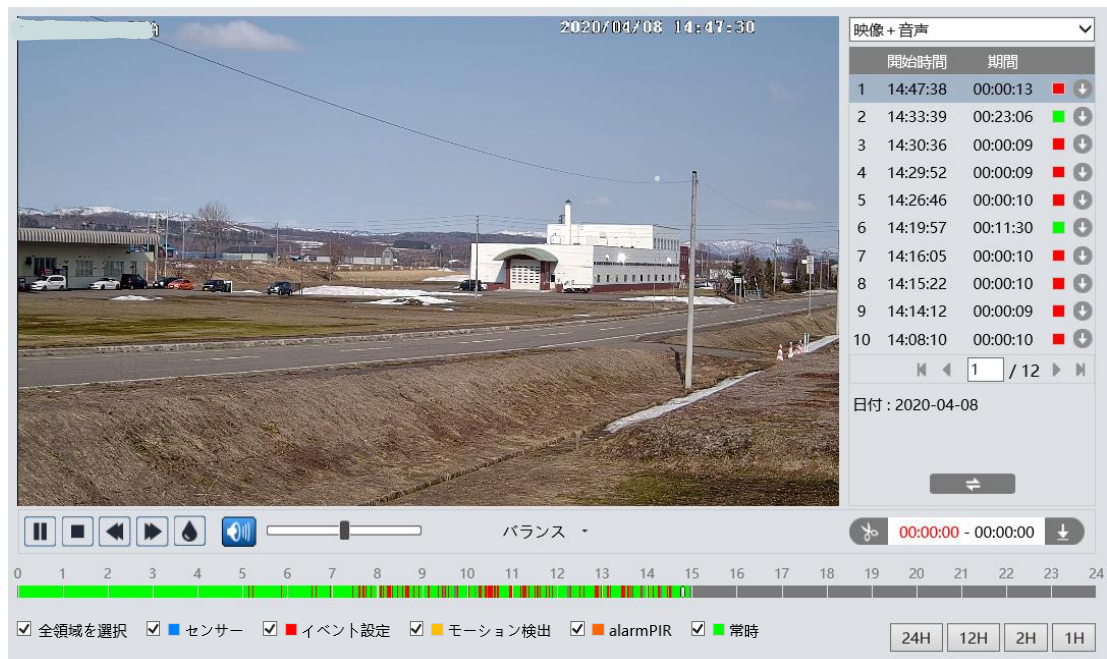 2020/04/08 14:47:30
映像+音声
開始時間 期間
1 14:47:38 00:00:13
2 14:33:39 00:23:06
3 14:30:36 00:00:09
4 14:29:52 00:00:09
5 14:26:46 00:00:10
6 14:19:57 00:11:30
7 14:16:05 00:00:10
8 14:15:22 00:00:10
9 14:14:12 00:00:09
10 14:08:10 00:00:10
1 / 12
日付 : 2020-04-08
バランス
00:00:00 - 00:00:00
0 1 2 3 4 5 6 7 8 9 10 11 12 13 14 15 16 17 18 19 20 21 22 23 24
全領域を選択 センサー イベント設定 モーション検出 alarmPIR 常時
24H 12H 2H 1H